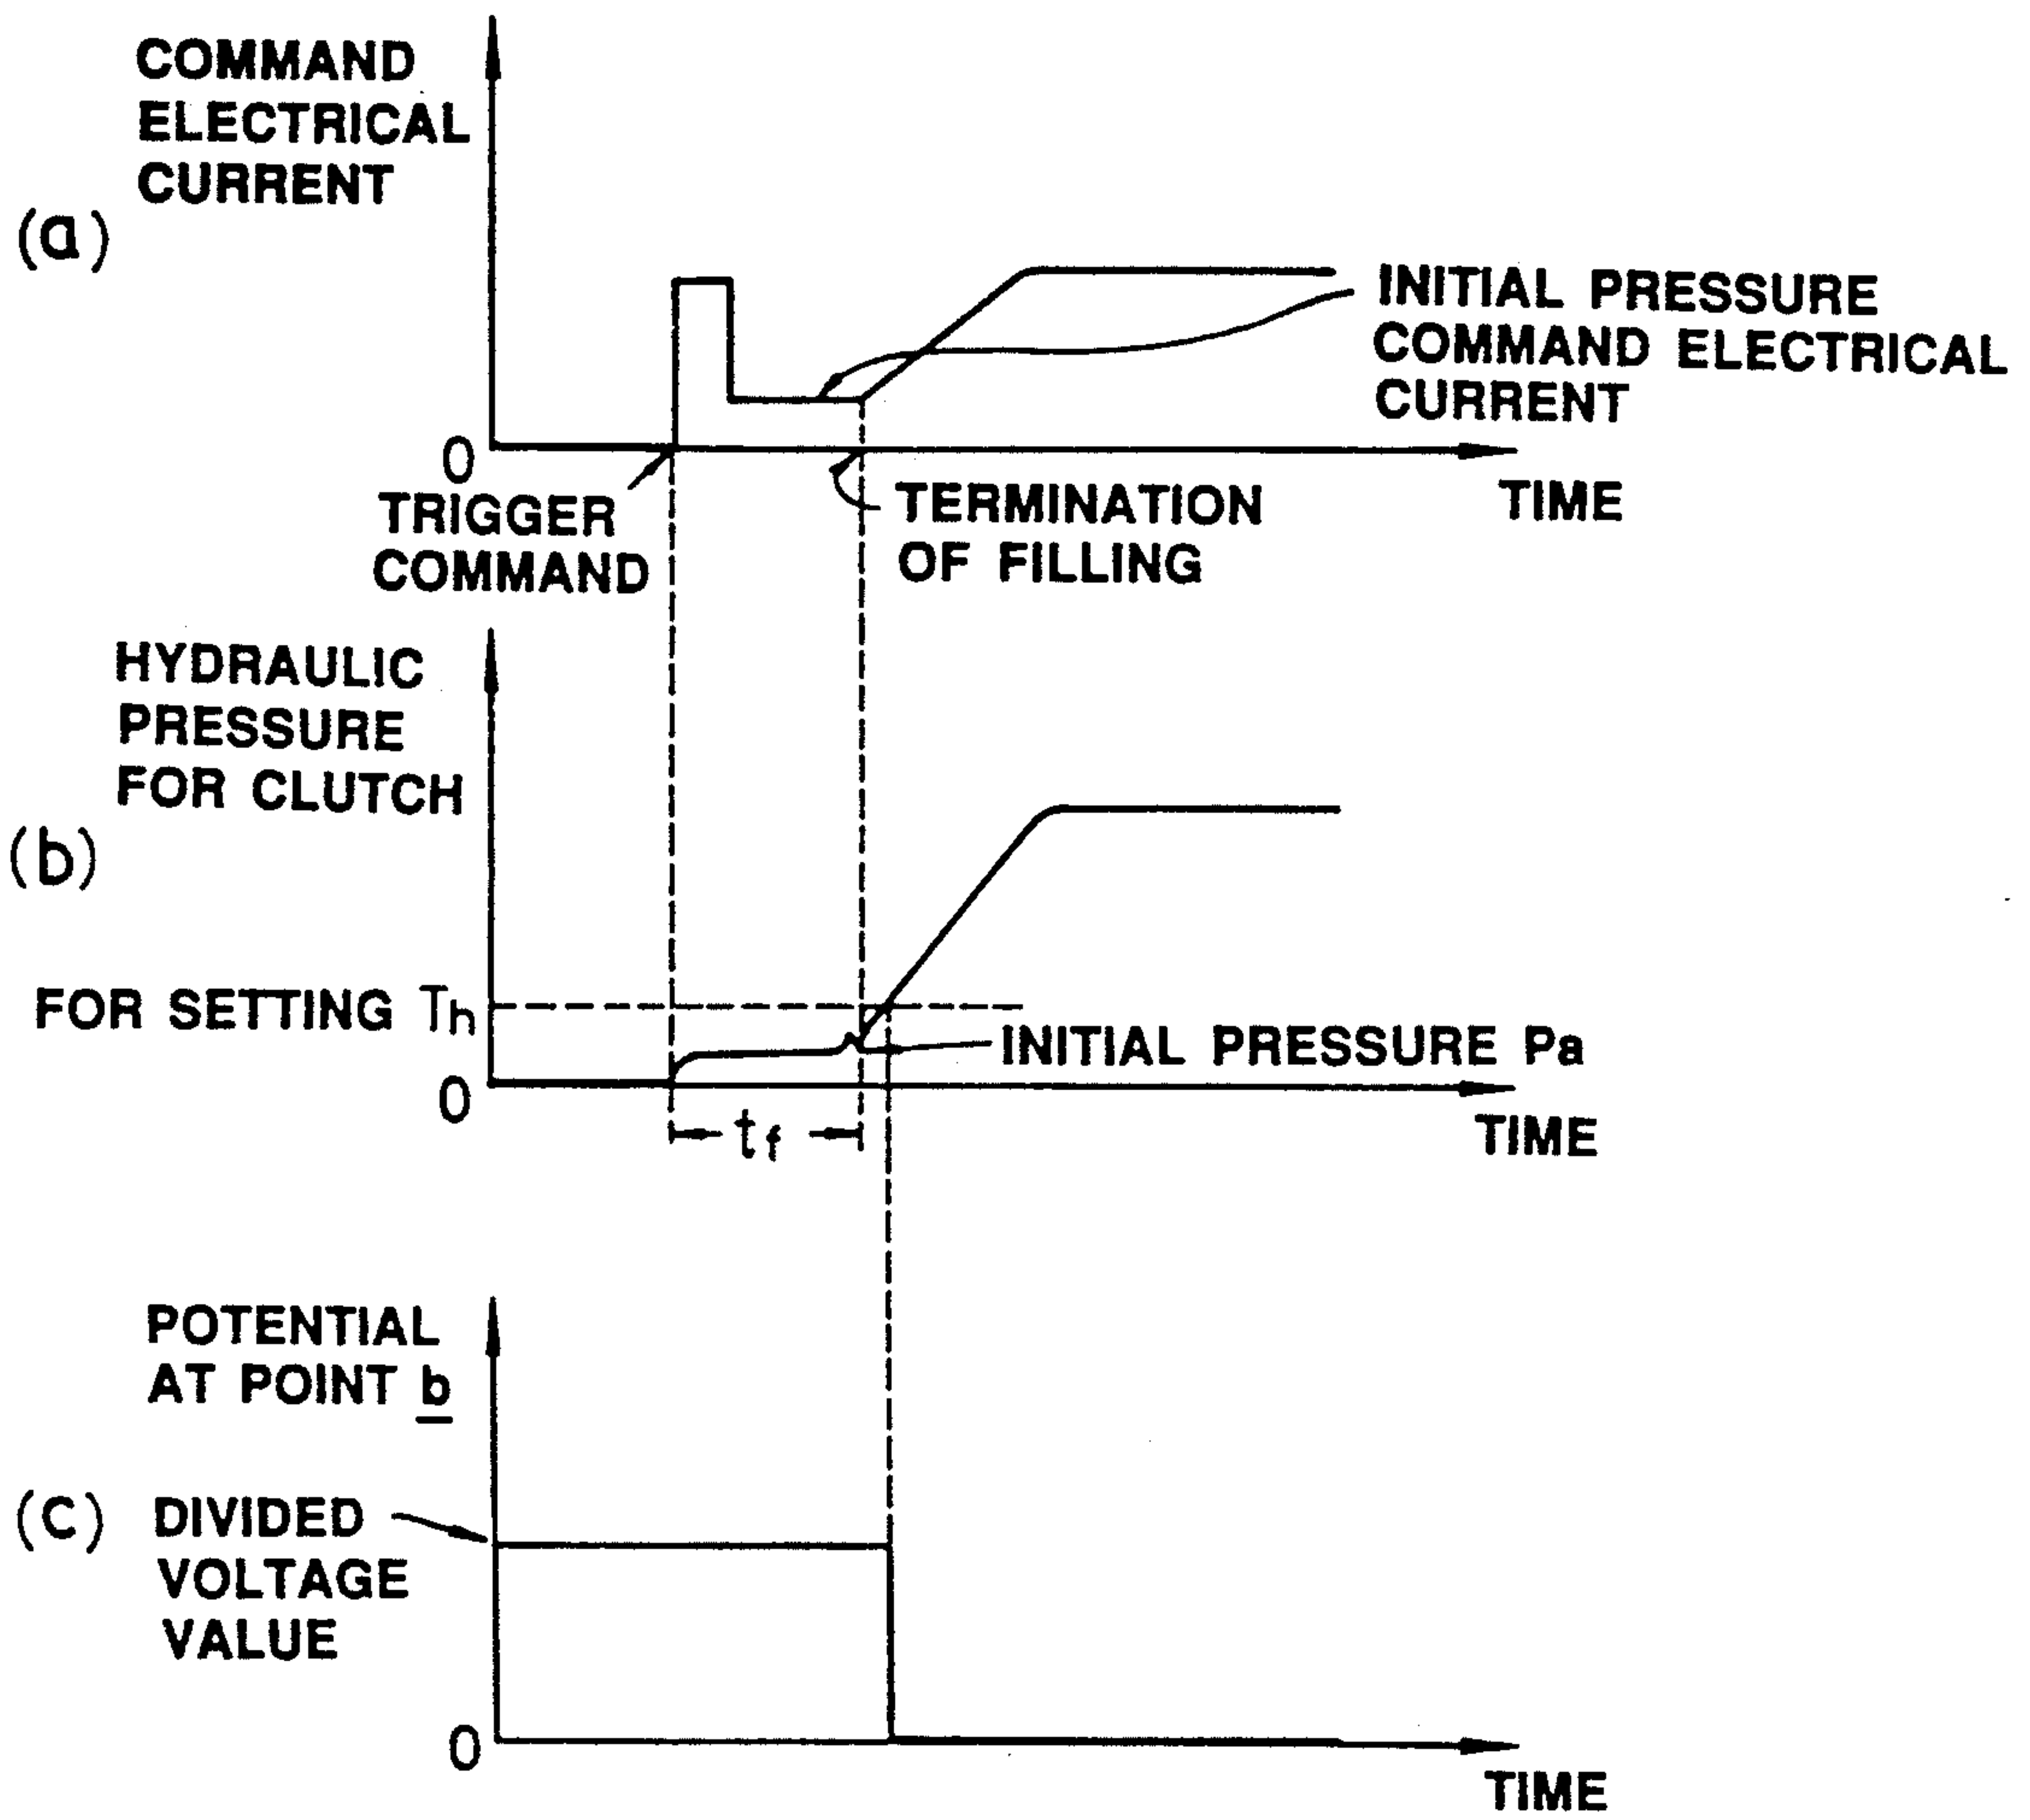 COMMAND
ELECTRICAL
CURRENT
(a)
INITIAL PRESSURE
COMMAND ELECTRICAL
CURRENT
0
TIME
TRIGGER
COMMAND
TERMINATION
OF FILLING
HYDRAULIC
PRESSURE
FOR CLUTCH
(b)
FOR SETTING Th
INITIAL PRESSURE Pa
0
tf
TIME
POTENTIAL
AT POINT b
(c)
DIVIDED
VOLTAGE
VALUE
0
TIME